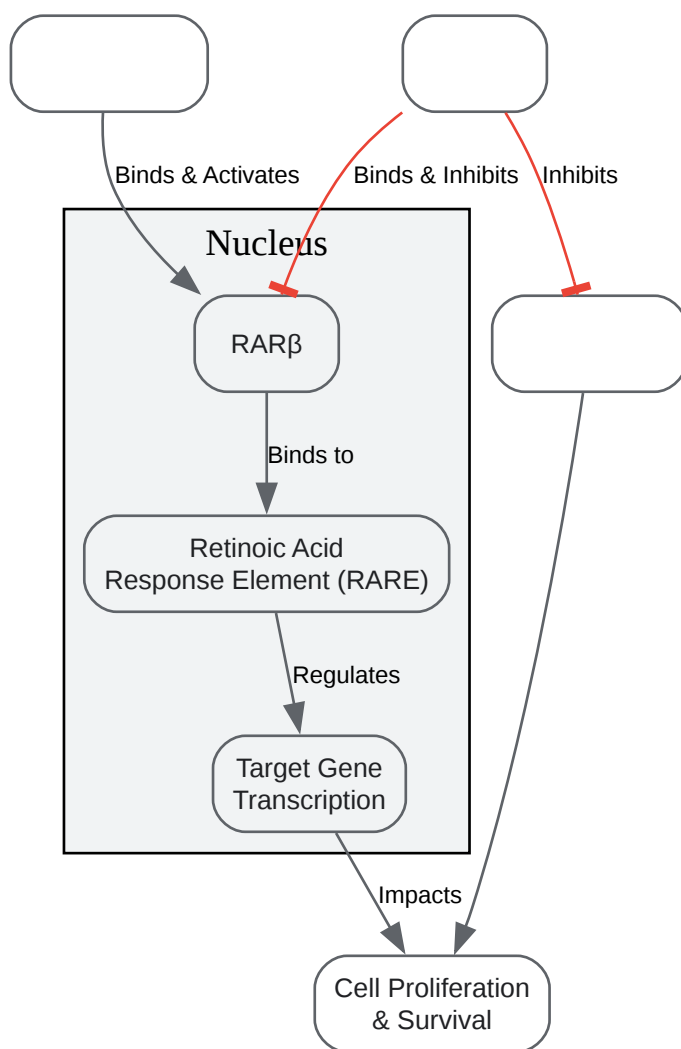 Binds & Activates
Binds & Inhibits
Inhibits
Nucleus
RARβ
Binds to
Retinoic Acid
Response Element (RARE)
Regulates
Target Gene
Transcription
Impacts
Cell Proliferation
& Survival